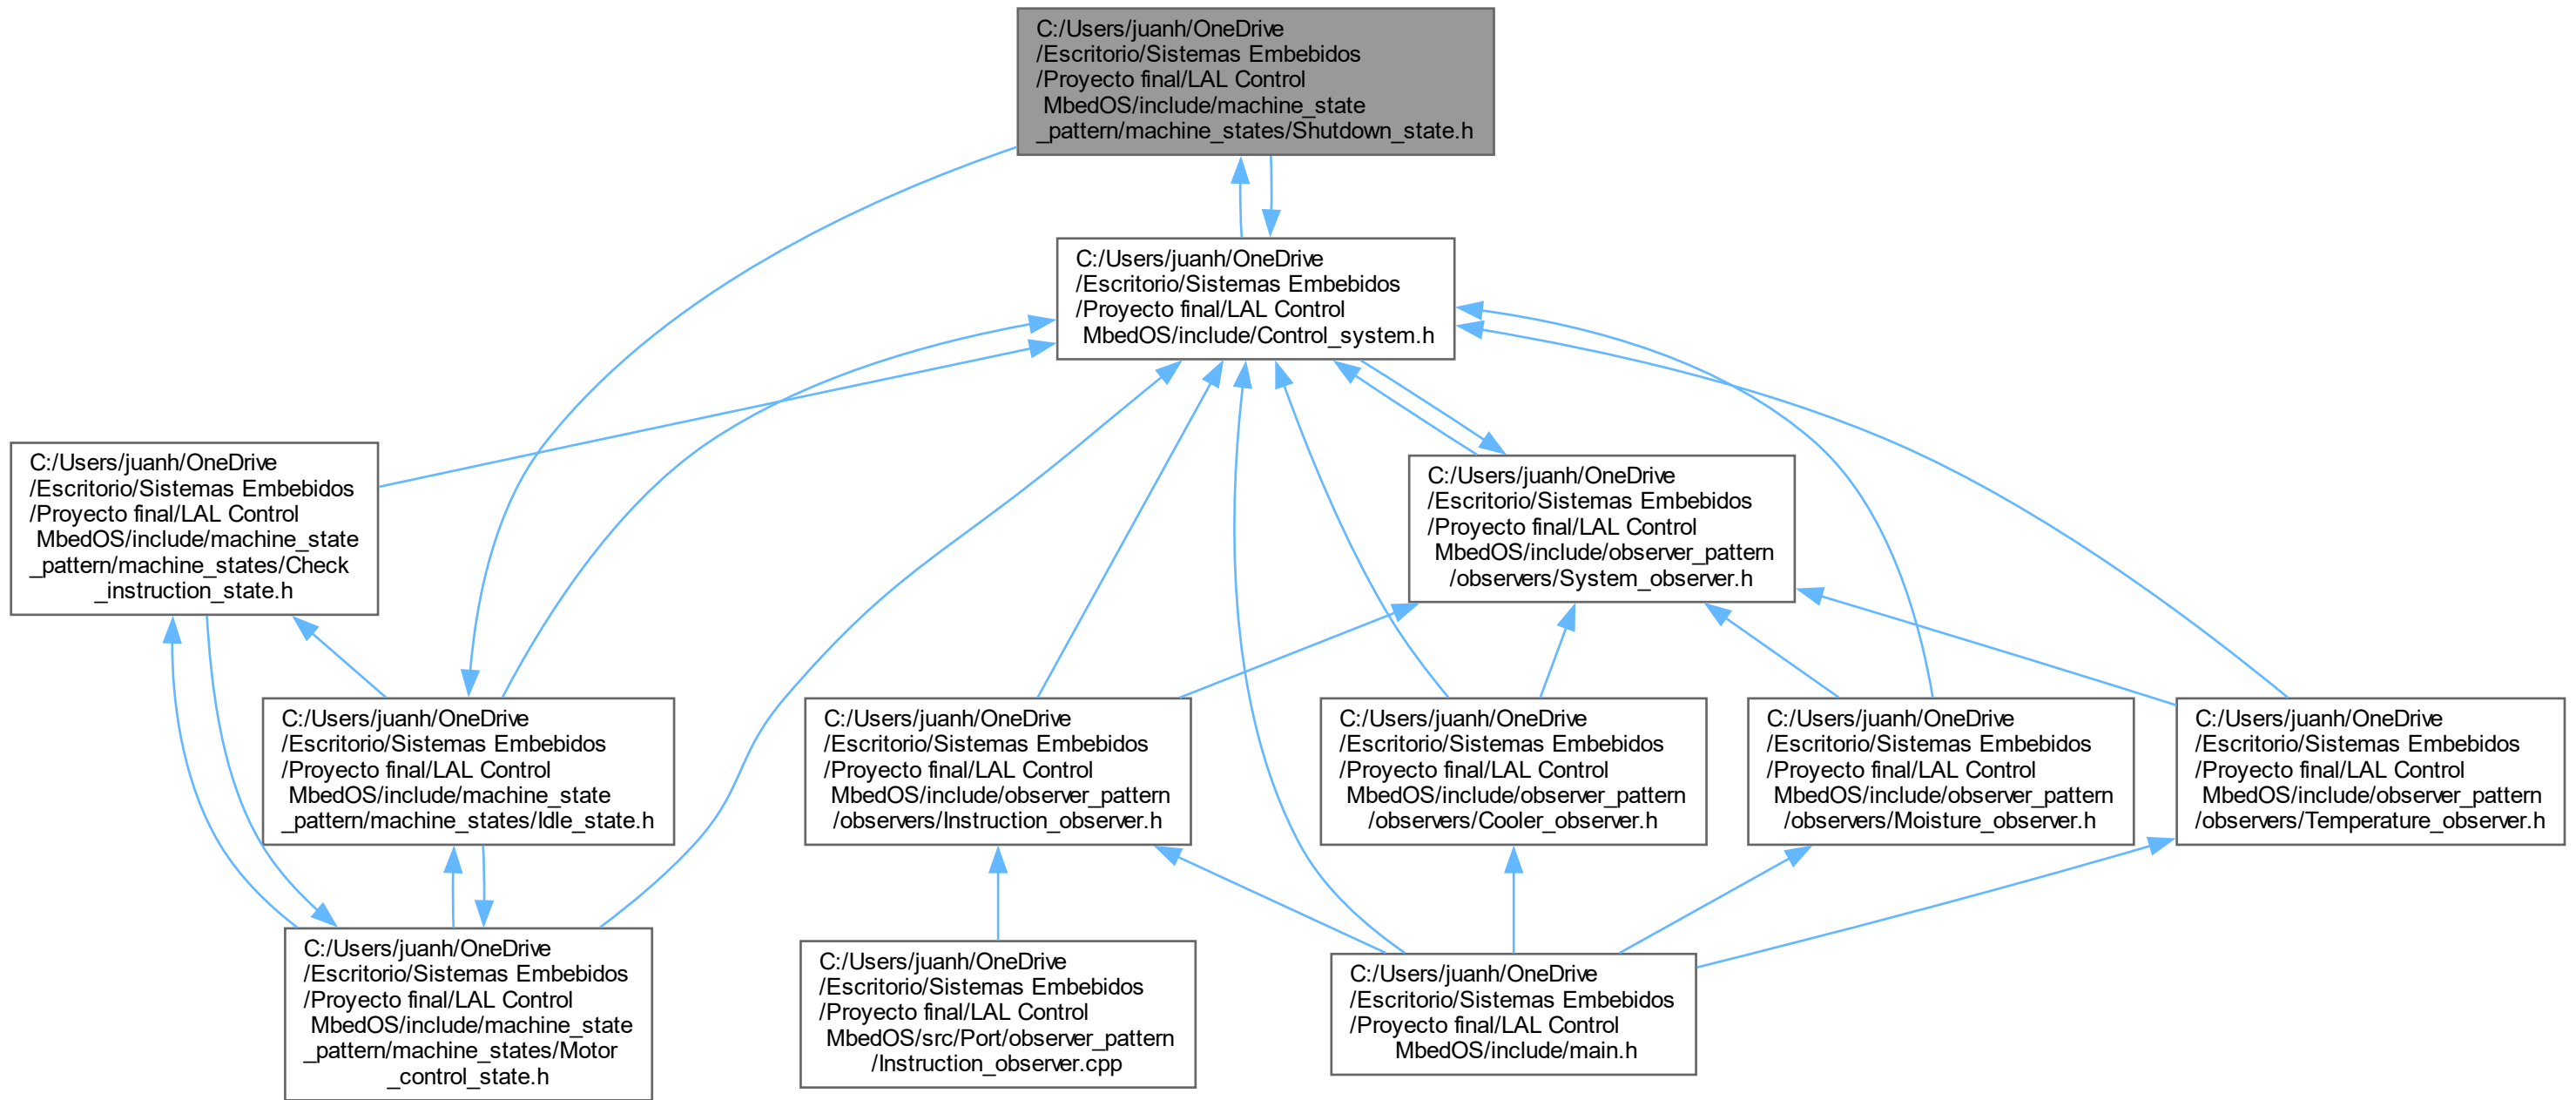 C:/Users/juanh/OneDrive
/Escritorio/Sistemas Embebidos
/Proyecto final/LAL Control
MbedOS/include/machine_state
_pattern/machine_states/Shutdown_state.h
C:/Users/juanh/OneDrive
/Escritorio/Sistemas Embebidos
/Proyecto final/LAL Control
MbedOS/include/Control_system.h
C:/Users/juanh/OneDrive
/Escritorio/Sistemas Embebidos
/Proyecto final/LAL Control
MbedOS/include/machine_state
_pattern/machine_states/Check
_instruction_state.h
C:/Users/juanh/OneDrive
/Escritorio/Sistemas Embebidos
/Proyecto final/LAL Control
MbedOS/include/observer_pattern
/observers/System_observer.h
C:/Users/juanh/OneDrive
/Escritorio/Sistemas Embebidos
/Proyecto final/LAL Control
MbedOS/include/machine_state
_pattern/machine_states/Idle_state.h
C:/Users/juanh/OneDrive
/Escritorio/Sistemas Embebidos
/Proyecto final/LAL Control
MbedOS/include/observer_pattern
/observers/Instruction_observer.h
C:/Users/juanh/OneDrive
/Escritorio/Sistemas Embebidos
/Proyecto final/LAL Control
MbedOS/include/observer_pattern
/observers/Cooler_observer.h
C:/Users/juanh/OneDrive
/Escritorio/Sistemas Embebidos
/Proyecto final/LAL Control
MbedOS/include/observer_pattern
/observers/Moisture_observer.h
C:/Users/juanh/OneDrive
/Escritorio/Sistemas Embebidos
/Proyecto final/LAL Control
MbedOS/include/observer_pattern
/observers/Temperature_observer.h
C:/Users/juanh/OneDrive
/Escritorio/Sistemas Embebidos
/Proyecto final/LAL Control
MbedOS/include/machine_state
_pattern/machine_states/Motor
_control_state.h
C:/Users/juanh/OneDrive
/Escritorio/Sistemas Embebidos
/Proyecto final/LAL Control
MbedOS/src/Port/observer_pattern
/Instruction_observer.cpp
C:/Users/juanh/OneDrive
/Escritorio/Sistemas Embebidos
/Proyecto final/LAL Control
MbedOS/include/main.h